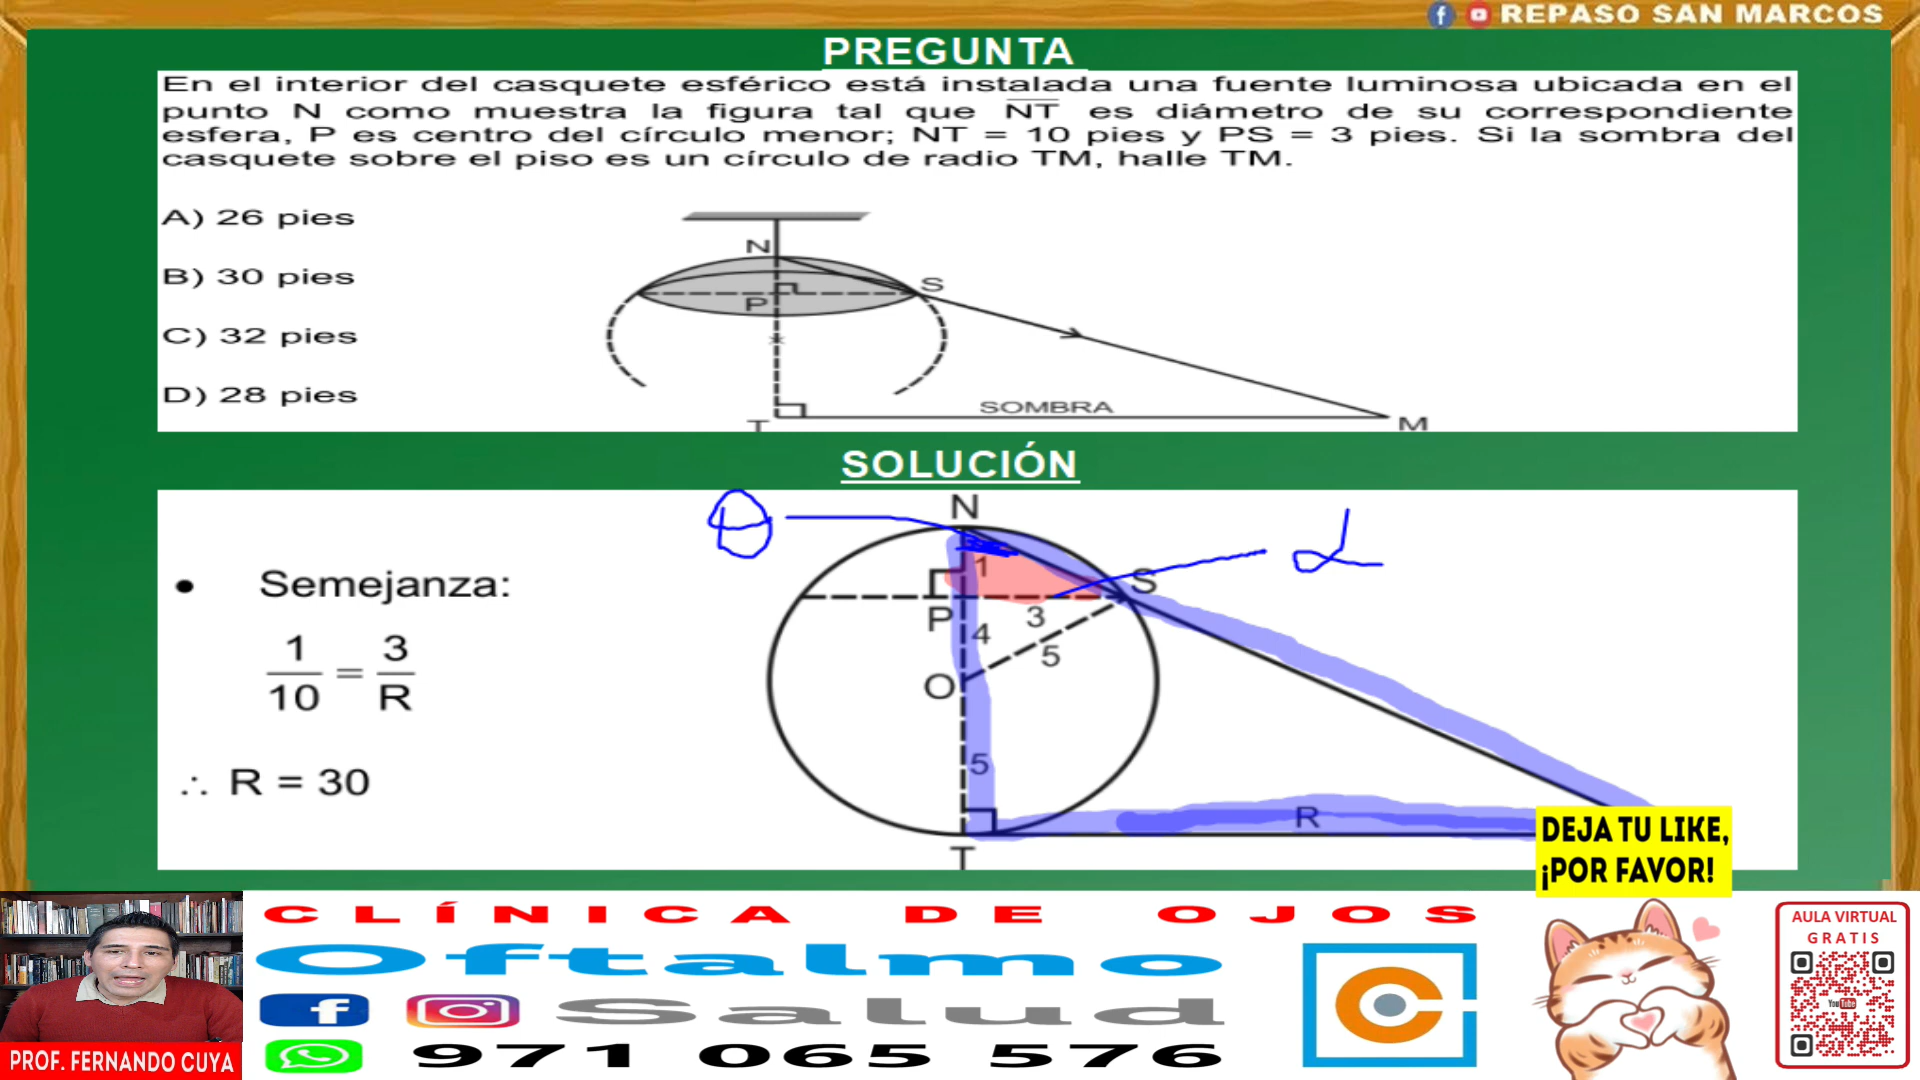 REPASO SAN MARCOS
PREGUNTA
En el interior del casquete esférico está instalada una fuente luminosa ubicada en el
punto N como muestra la figura tal que NT es diámetro de su correspondiente
esfera, P es centro del círculo menor; NT = 10 pies y PS = 3 pies. Si la sombra del
casquete sobre el piso es un círculo de radio TM, halle TM.
A) 26 pies
B) 30 pies
C) 32 pies
D) 28 pies
N
S
P
SOMBRA
T
M
SOLUCIÓN
θ
N
α
• Semejanza:
1
S
P
3
4
5
1/10 = 3/R
O
5
∴ R = 30
R
T
DEJA TU LIKE,
¡POR FAVOR!
CLÍNICA DE OJOS
Oftalmo
Salud
971 065 576
PROF. FERNANDO CUYA
AULA VIRTUAL
GRATIS
YouTube